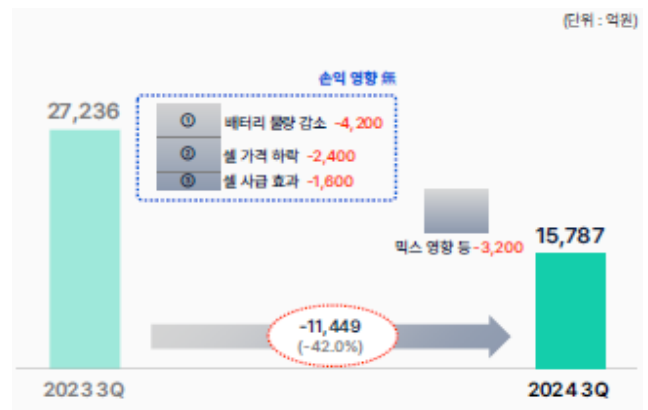 (단위 : 억원)
손익 영향 無
27,236
① 배터리 물량 감소 -4,200
② 셀 가격 하락 -2,400
③ 셀 사급 효과 -1,600
믹스 영향 등 -3,200
15,787
-11,449
(-42.0%)
2023 3Q
2024 3Q